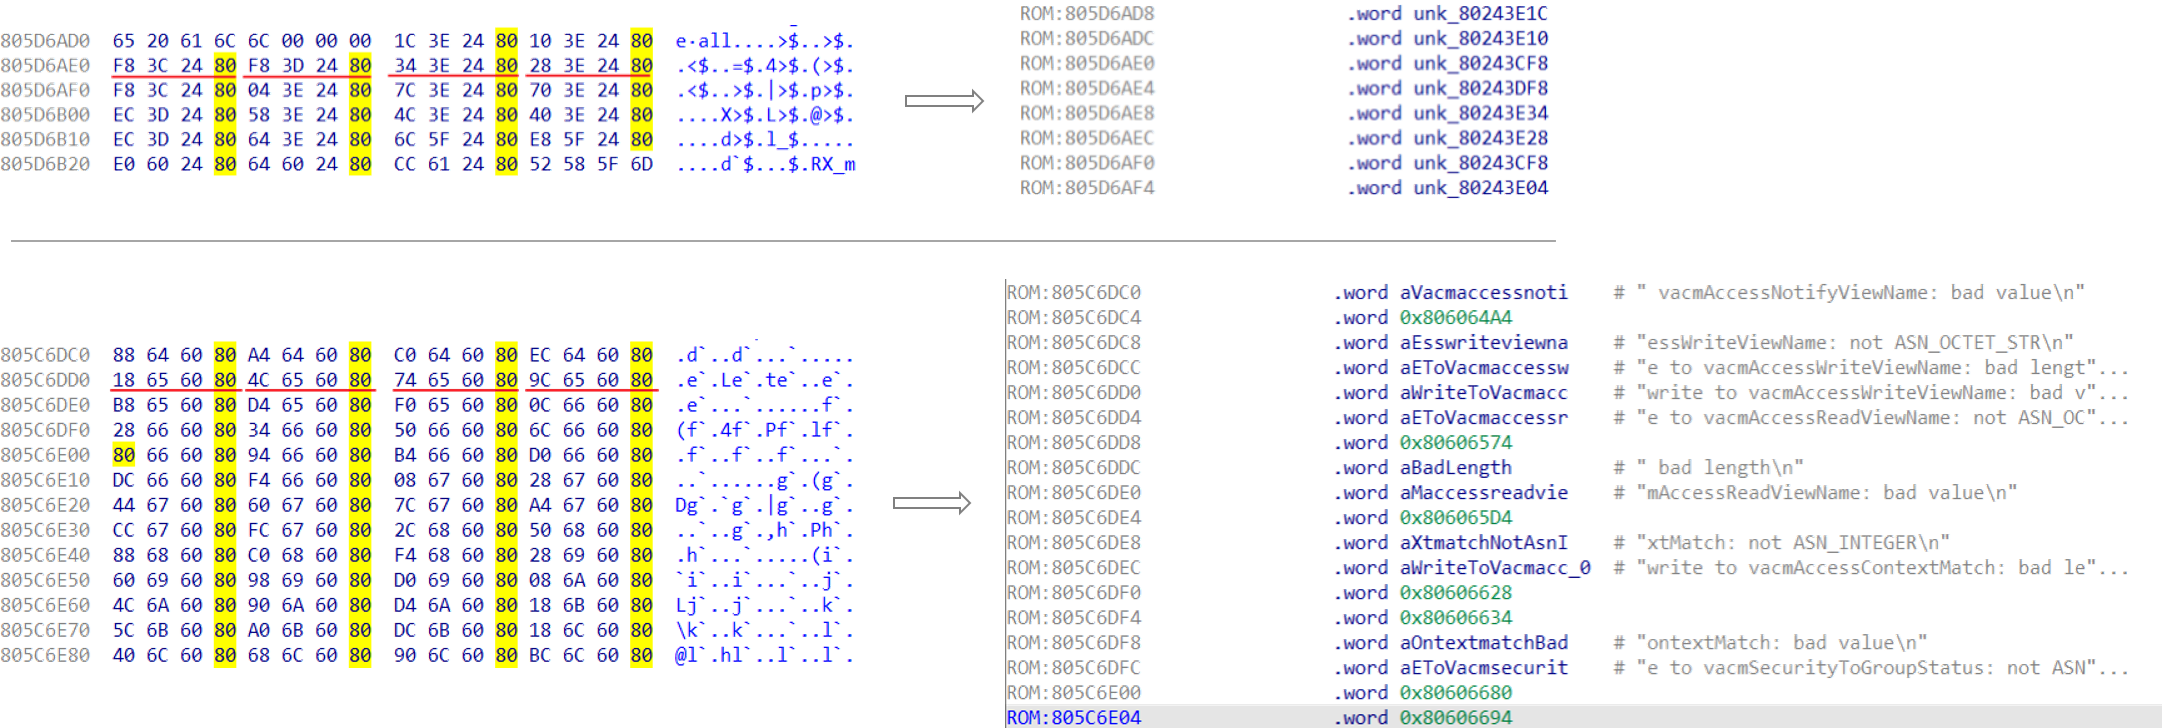 805D6AD0 65 20 61 6C 6C 00 00 00 1C 3E 24 80 10 3E 24 80 e·all....>$..>$.
805D6AE0 F8 3C 24 80 F8 3D 24 80 34 3E 24 80 28 3E 24 80 .<$..=$.4>$.(>$.
805D6AF0 F8 3C 24 80 04 3E 24 80 7C 3E 24 80 70 3E 24 80 .<$..>$.|>$.p>$.
805D6B00 EC 3D 24 80 58 3E 24 80 4C 3E 24 80 40 3E 24 80 ....X>$.L>$.@>$.
805D6B10 EC 3D 24 80 64 3E 24 80 6C 5F 24 80 E8 5F 24 80 ....d>$.l_$.....
805D6B20 E0 60 24 80 64 60 24 80 CC 61 24 80 52 58 5F 6D ....d`$...$.RX_m
ROM:805D6AD8 .word unk_80243E1C
ROM:805D6ADC .word unk_80243E10
ROM:805D6AE0 .word unk_80243CF8
ROM:805D6AE4 .word unk_80243DF8
ROM:805D6AE8 .word unk_80243E34
ROM:805D6AEC .word unk_80243E28
ROM:805D6AF0 .word unk_80243CF8
ROM:805D6AF4 .word unk_80243E04
805C6DC0 88 64 60 80 A4 64 60 80 C0 64 60 80 EC 64 60 80 .d`..d`...`.....
805C6DD0 18 65 60 80 4C 65 60 80 74 65 60 80 9C 65 60 80 .e`.Le`.te`..e`.
805C6DE0 B8 65 60 80 D4 65 60 80 F0 65 60 80 0C 66 60 80 .e`...`......f`.
805C6DF0 28 66 60 80 34 66 60 80 50 66 60 80 6C 66 60 80 (f`.4f`.Pf`.lf`.
805C6E00 80 66 60 80 94 66 60 80 B4 66 60 80 D0 66 60 80 .f`..f`..f`...`.
805C6E10 DC 66 60 80 F4 66 60 80 08 67 60 80 28 67 60 80 ..`......g`.(g`.
805C6E20 44 67 60 80 60 67 60 80 7C 67 60 80 A4 67 60 80 Dg`.`g`.|g`..g`.
805C6E30 CC 67 60 80 FC 67 60 80 2C 68 60 80 50 68 60 80 ..`..g`.,h`.Ph`.
805C6E40 88 68 60 80 C0 68 60 80 F4 68 60 80 28 69 60 80 .h`...`.....(i`.
805C6E50 60 69 60 80 98 69 60 80 D0 69 60 80 08 6A 60 80 `i`..i`...`..j`.
805C6E60 4C 6A 60 80 90 6A 60 80 D4 6A 60 80 18 6B 60 80 Lj`..j`...`..k`.
805C6E70 5C 6B 60 80 A0 6B 60 80 DC 6B 60 80 18 6C 60 80 \k`..k`...`..l`.
805C6E80 40 6C 60 80 68 6C 60 80 90 6C 60 80 BC 6C 60 80 @l`.hl`..l`..l`.
ROM:805C6DC0 .word aVacmaccessnoti # " vacmAccessNotifyViewName: bad value\n"
ROM:805C6DC4 .word 0x806064A4
ROM:805C6DC8 .word aEsswriteviewna # "essWriteViewName: not ASN_OCTET_STR\n"
ROM:805C6DCC .word aEToVacmaccessw # "e to vacmAccessWriteViewName: bad lengt"...
ROM:805C6DD0 .word aWriteToVacmacc # "write to vacmAccessWriteViewName: bad v"...
ROM:805C6DD4 .word aEToVacmaccessr # "e to vacmAccessReadViewName: not ASN_OC"...
ROM:805C6DD8 .word 0x80606574
ROM:805C6DDC .word aBadLength # " bad length\n"
ROM:805C6DE0 .word aMaccessreadvie # "mAccessReadViewName: bad value\n"
ROM:805C6DE4 .word 0x806065D4
ROM:805C6DE8 .word aXtmatchNotAsnI # "xtMatch: not ASN_INTEGER\n"
ROM:805C6DEC .word aWriteToVacmacc_0 # "write to vacmAccessContextMatch: bad le"...
ROM:805C6DF0 .word 0x80606628
ROM:805C6DF4 .word 0x80606634
ROM:805C6DF8 .word aOntextmatchBad # "ontextMatch: bad value\n"
ROM:805C6DFC .word aEToVacmsecurit # "e to vacmSecurityToGroupStatus: not ASN"...
ROM:805C6E00 .word 0x80606680
ROM:805C6E04 .word 0x80606694